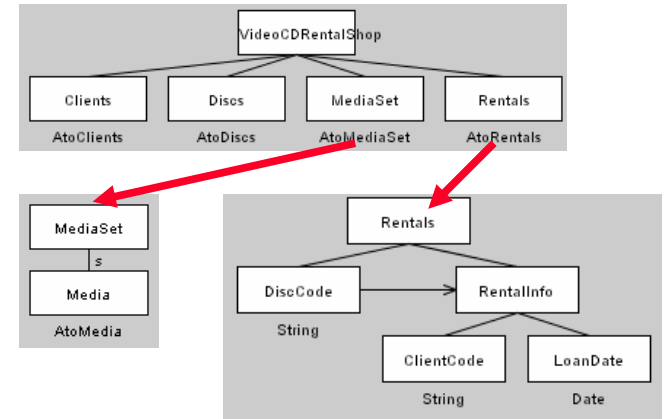 VideoCDRentalShop
Clients Discs MediaSet Rentals
AtoClients AtoDiscs AtoMediaSet AtoRentals
MediaSet
s
Media
AtoMedia
Rentals
DiscCode RentalInfo
String
ClientCode LoanDate
String Date